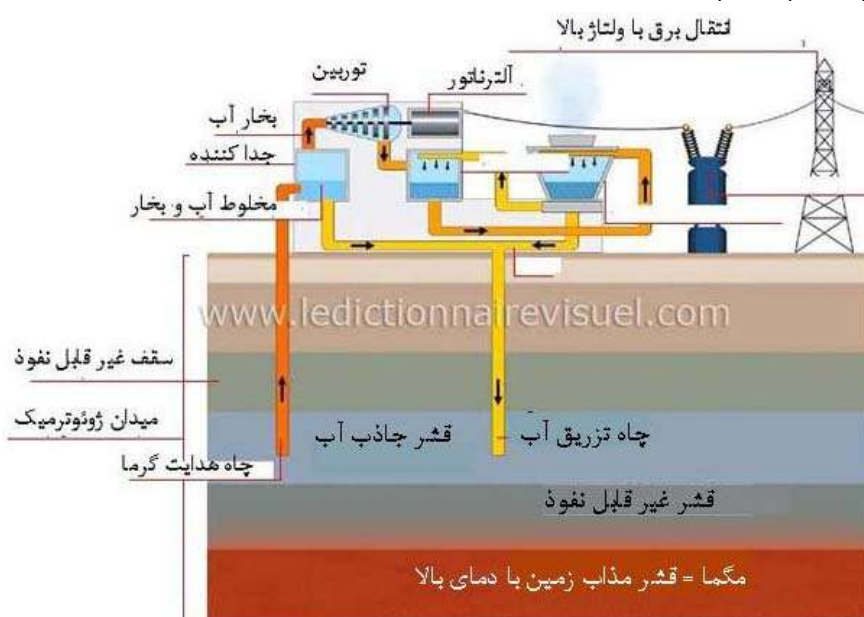 انتقال برق با ولتاژ بالا
آلترناتور
توربین
بخار آب
جدا کننده
مخلوط آب و بخار
www.ledictionnairevisuel.com
سقف غیر قابل نفوذ
میدان ژوئوترمیک
چاه هدایت گرما
قشر جاذب آب
چاه تزریق آب
قشر غیر قابل نفوذ
مگما = قشر مذاب زمین با دمای بالا